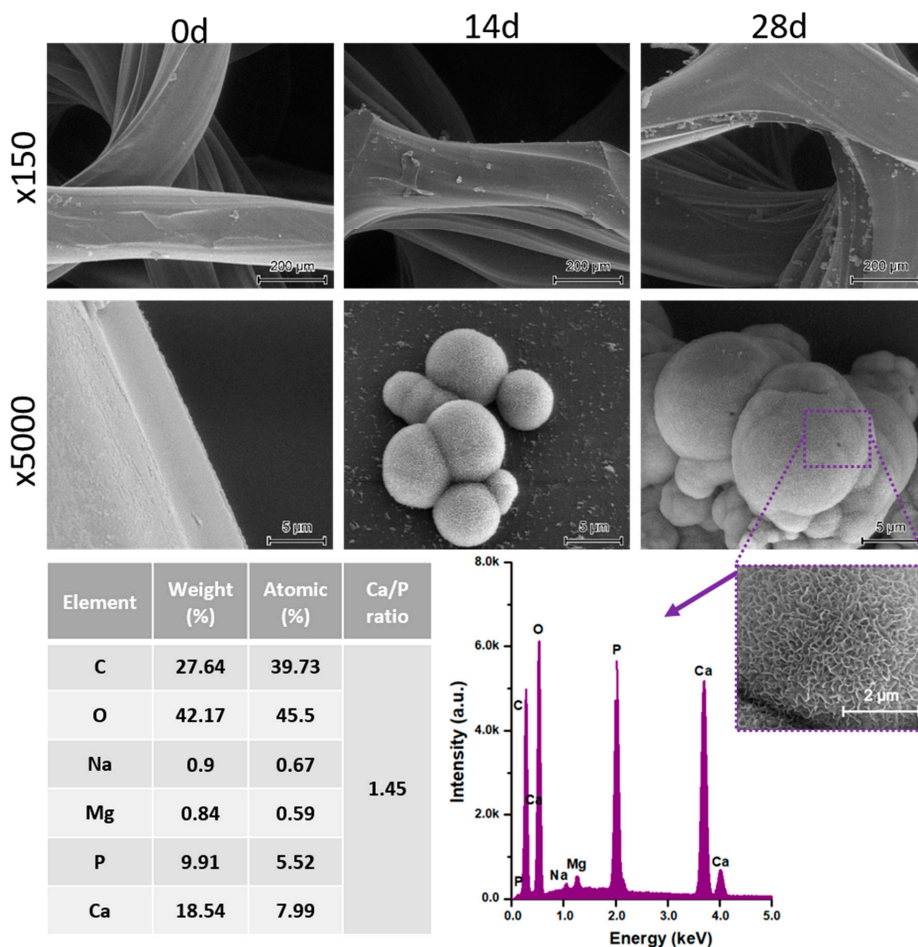 0d 14d 28d
x150
200 µm 200 µm 200 µm
x5000
5 µm 5 µm 5 µm
Element Weight (%) Atomic (%) Ca/P ratio
C 27.64 39.73
O 42.17 45.5
Na 0.9 0.67
1.45
Mg 0.84 0.59
P 9.91 5.52
Ca 18.54 7.99
Intensity (a.u.)
8.0k
6.0k
4.0k
2.0k
0.0
C
O
Ca
P
Na
Mg
P
Ca
Ca
0.0 1.0 2.0 3.0 4.0 5.0
Energy (keV)
2 µm